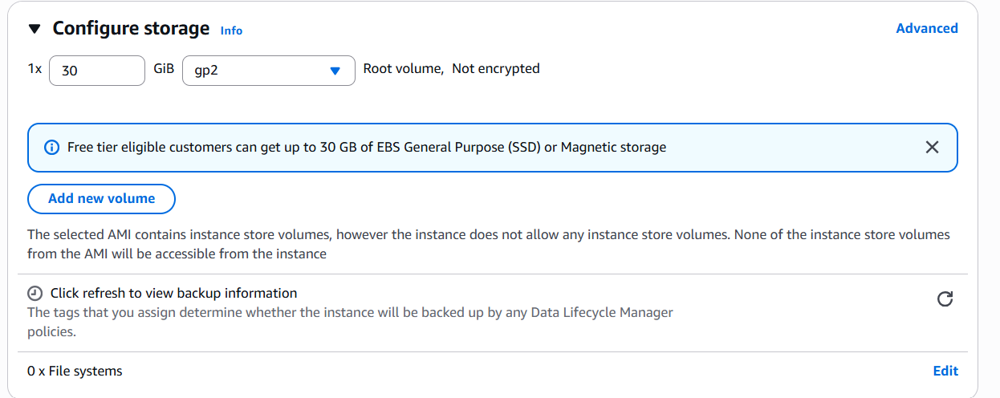 Configure storage Info Advanced
1x 30 GiB gp2 Root volume, Not encrypted
Free tier eligible customers can get up to 30 GB of EBS General Purpose (SSD) or Magnetic storage
Add new volume
The selected AMI contains instance store volumes, however the instance does not allow any instance store volumes. None of the instance store volumes
from the AMI will be accessible from the instance
Click refresh to view backup information
The tags that you assign determine whether the instance will be backed up by any Data Lifecycle Manager
policies.
0 x File systems Edit